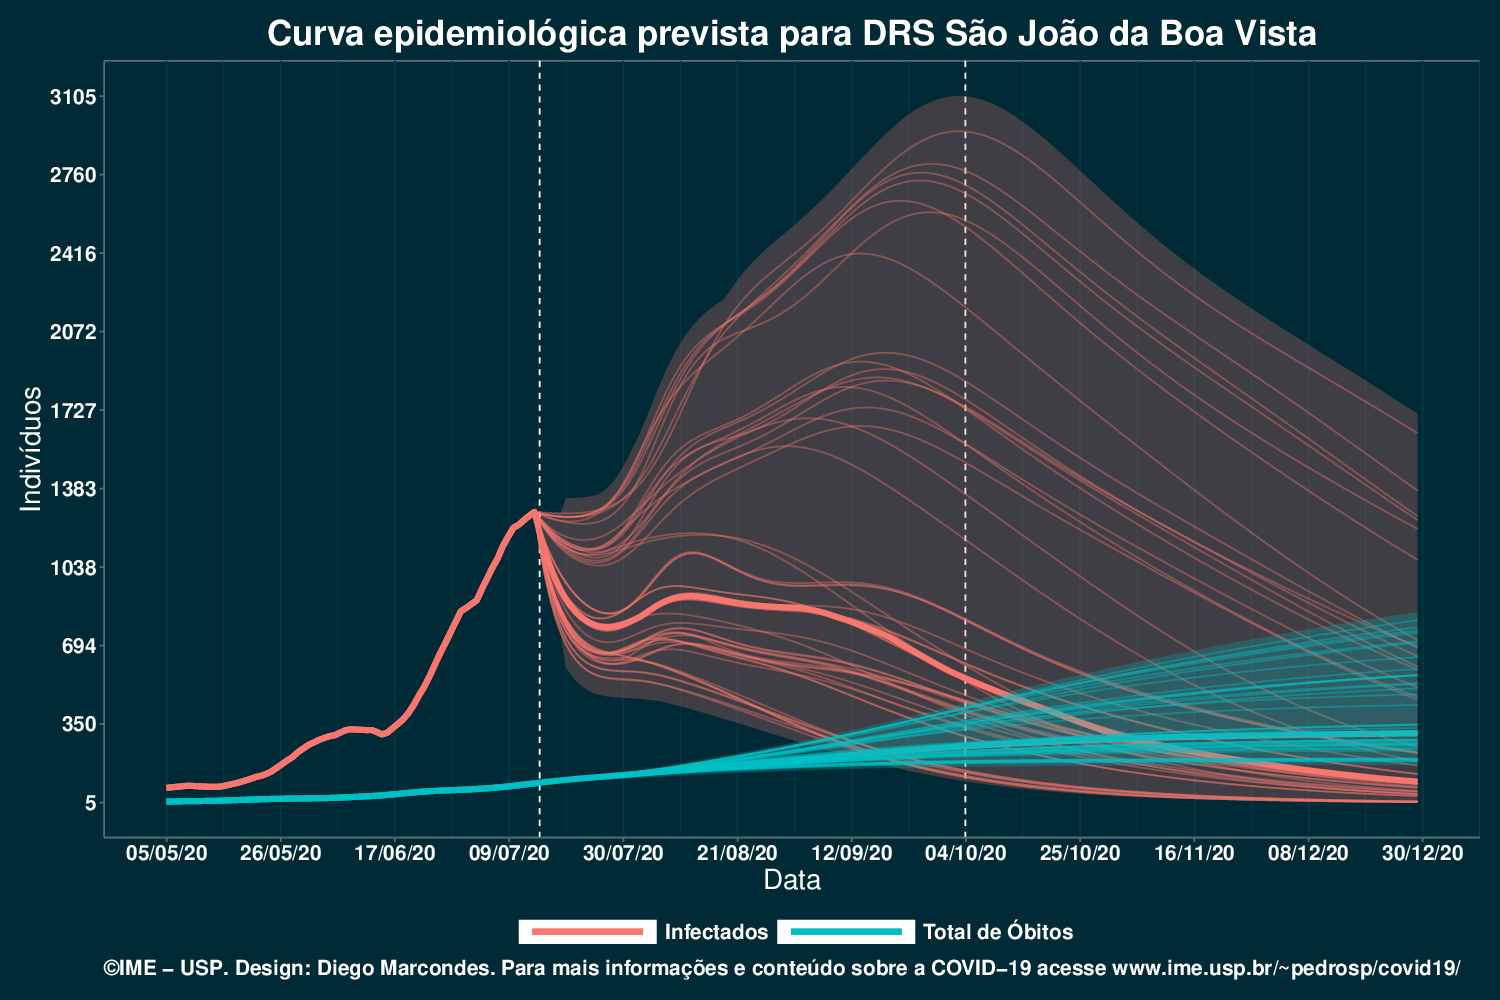 Curva epidemiológica prevista para DRS São João da Boa Vista
3105
2760
2416
2072
1727
1383
1038
694
350
5
Indivíduos
05/05/20 26/05/20 17/06/20 09/07/20 30/07/20 21/08/20 12/09/20 04/10/20 25/10/20 16/11/20 08/12/20 30/12/20
Data
Infectados Total de Óbitos
©IME − USP. Design: Diego Marcondes. Para mais informações e conteúdo sobre a COVID−19 acesse www.ime.usp.br/~pedrosp/covid19/